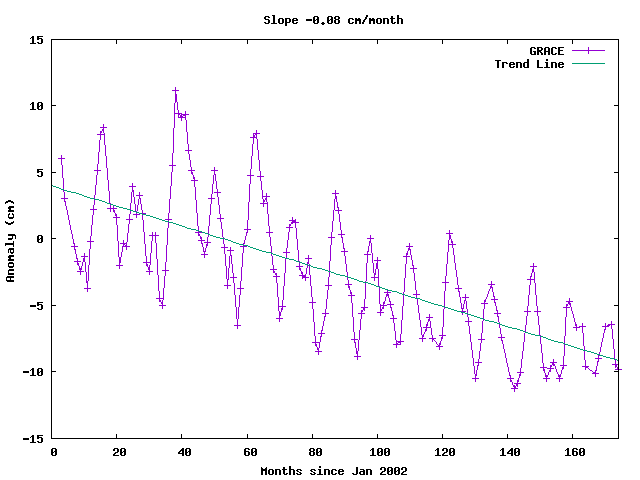 Slope -0.08 cm/month
GRACE
Trend Line
15
10
5
0
-5
-10
-15
Anomaly (cm)
0 20 40 60 80 100 120 140 160
Months since Jan 2002